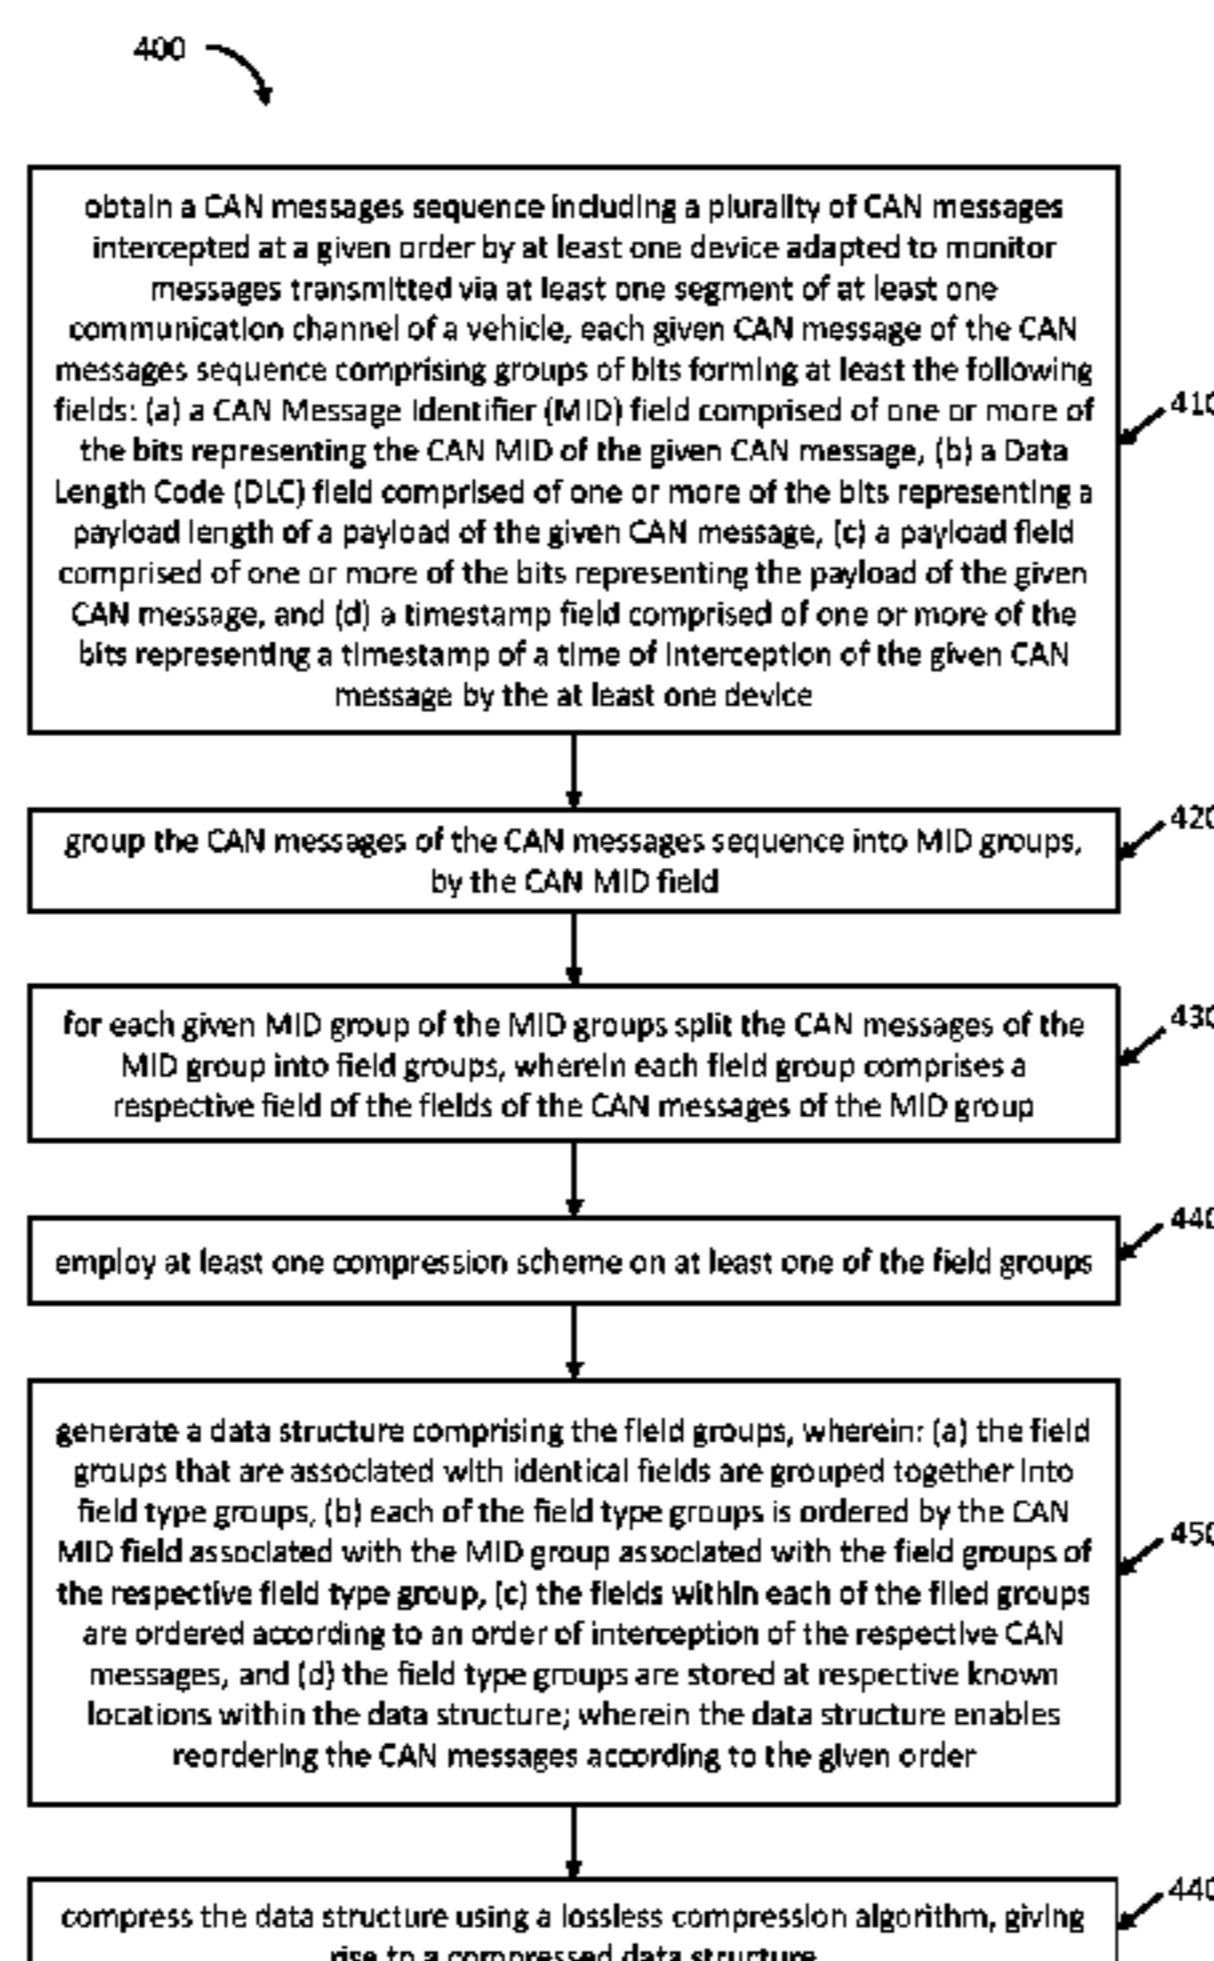 400
obtain a CAN messages sequence including a plurality of CAN messages
intercepted at a given order by at least one device adapted to monitor
messages transmitted via at least one segment of at least one
communication channel of a vehicle, each given CAN message of the CAN
messages sequence comprising groups of bits forming at least the following
fields: (a) a CAN Message Identifier (MID) field comprised of one or more of
the bits representing the CAN MID of the given CAN message, (b) a Data
Length Code (DLC) field comprised of one or more of the bits representing a
payload length of a payload of the given CAN message, (c) a payload field
comprised of one or more of the bits representing the payload of the given
CAN message, and (d) a timestamp field comprised of one or more of the
bits representing a timestamp of a time of interception of the given CAN
message by the at least one device
410
group the CAN messages of the CAN messages sequence into MID groups,
by the CAN MID field
420
for each given MID group of the MID groups split the CAN messages of the
MID group into field groups, wherein each field group comprises a
respective field of the fields of the CAN messages of the MID group
430
employ at least one compression scheme on at least one of the field groups
440
generate a data structure comprising the field groups, wherein: (a) the field
groups that are associated with identical fields are grouped together into
field type groups, (b) each of the field type groups is ordered by the CAN
MID field associated with the MID group associated with the field groups of
the respective field type group, (c) the fields within each of the filed groups
are ordered according to an order of interception of the respective CAN
messages, and (d) the field type groups are stored at respective known
locations within the data structure; wherein the data structure enables
reordering the CAN messages according to the given order
450
compress the data structure using a lossless compression algorithm, giving
rise to a compressed data structure
440